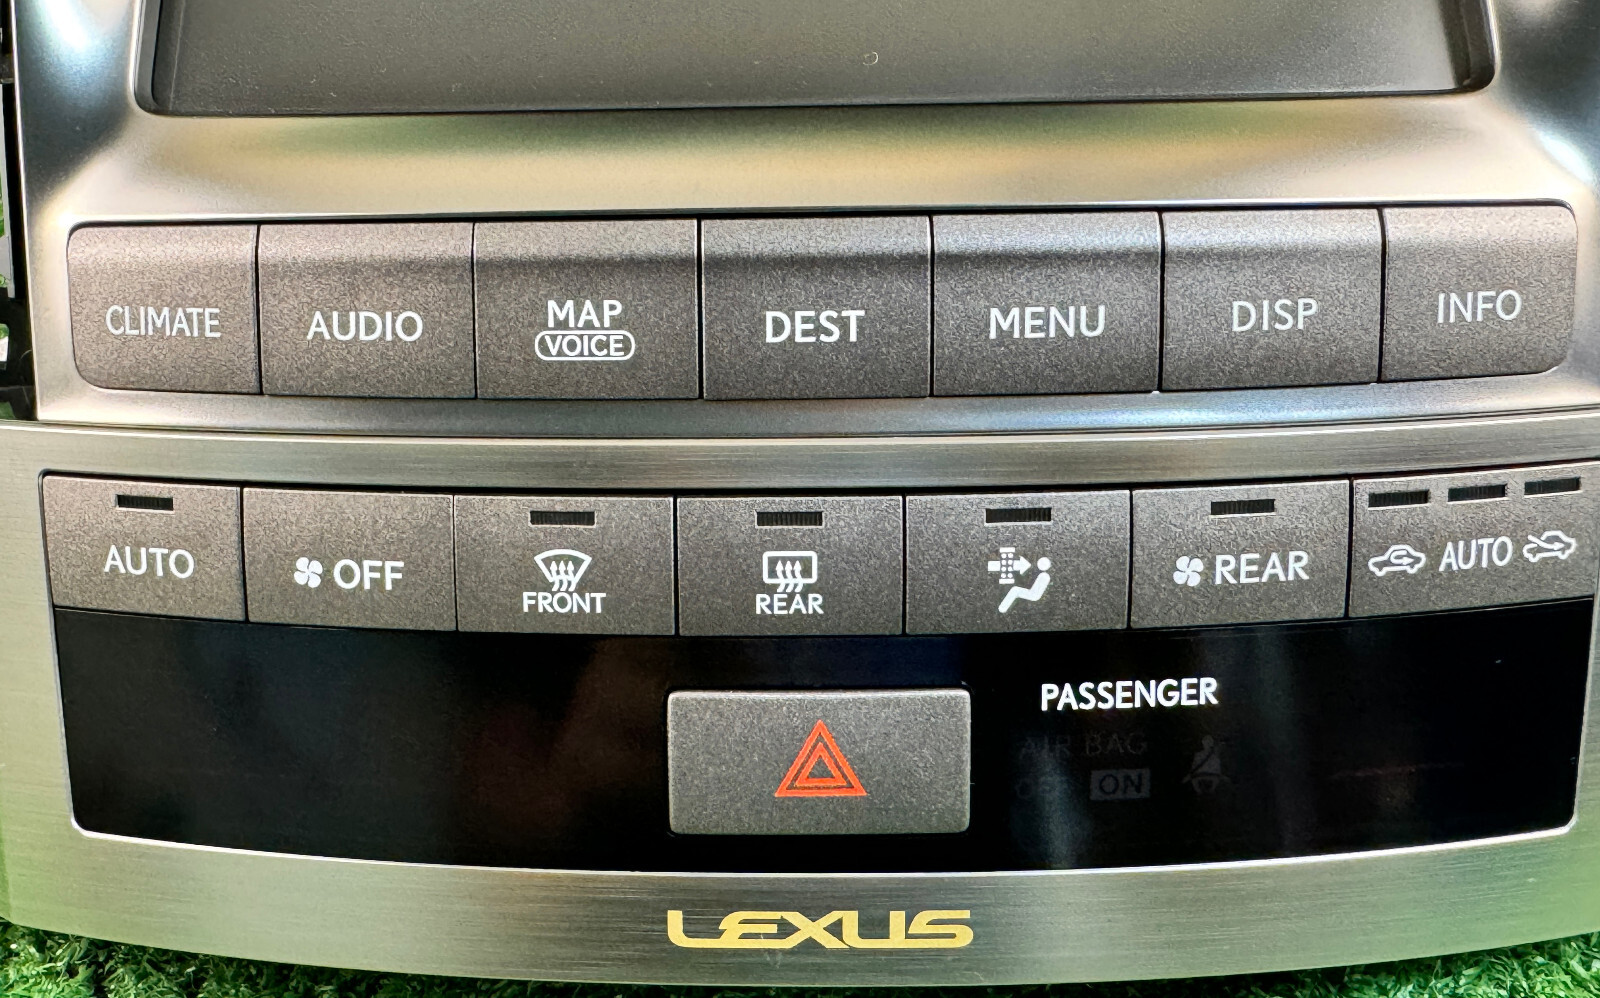 CLIMATE
AUDIO
MAP
VOICE
DEST
MENU
DISP
INFO
AUTO
OFF
FRONT
REAR
REAR
AUTO
PASSENGER
AIR BAG
OFF ON
LEXUS